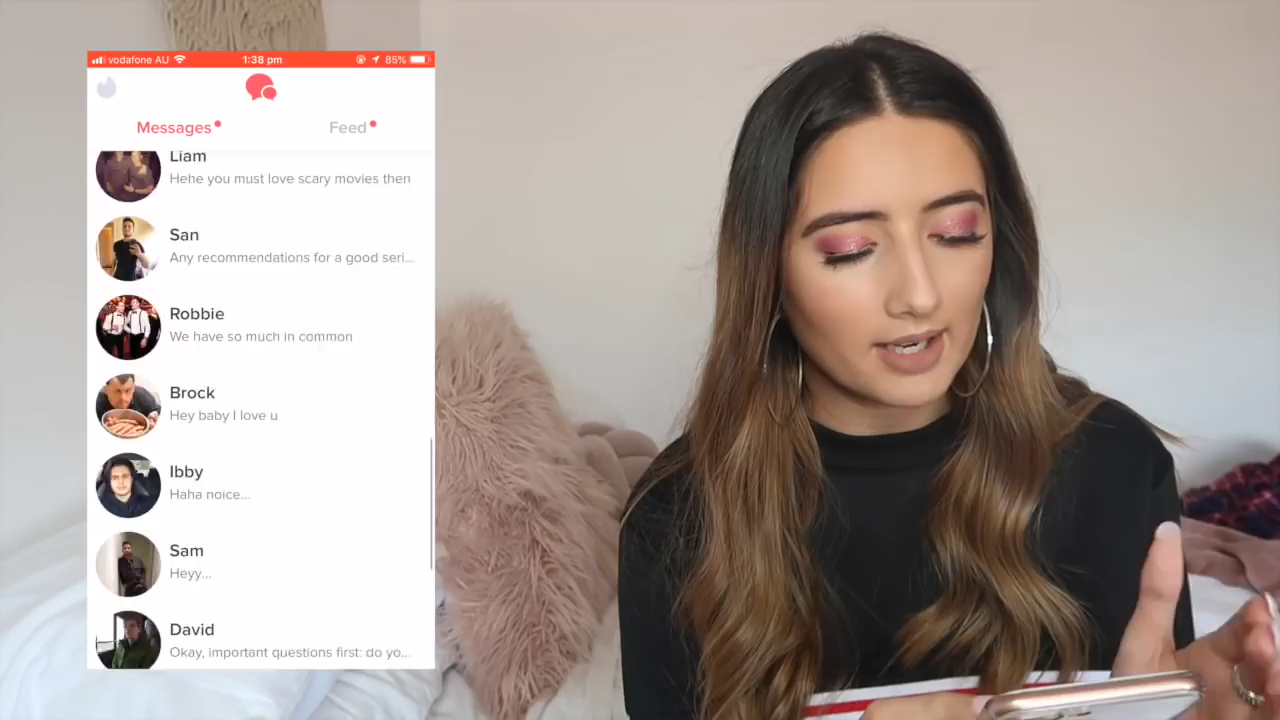 vodafone AU 1:38 pm 85%
Messages Feed
Liam
Hehe you must love scary movies then
San
Any recommendations for a good seri...
Robbie
We have so much in common
Brock
Hey baby I love u
Ibby
Haha noice...
Sam
Heyy...
David
Okay, important questions first: do yo...